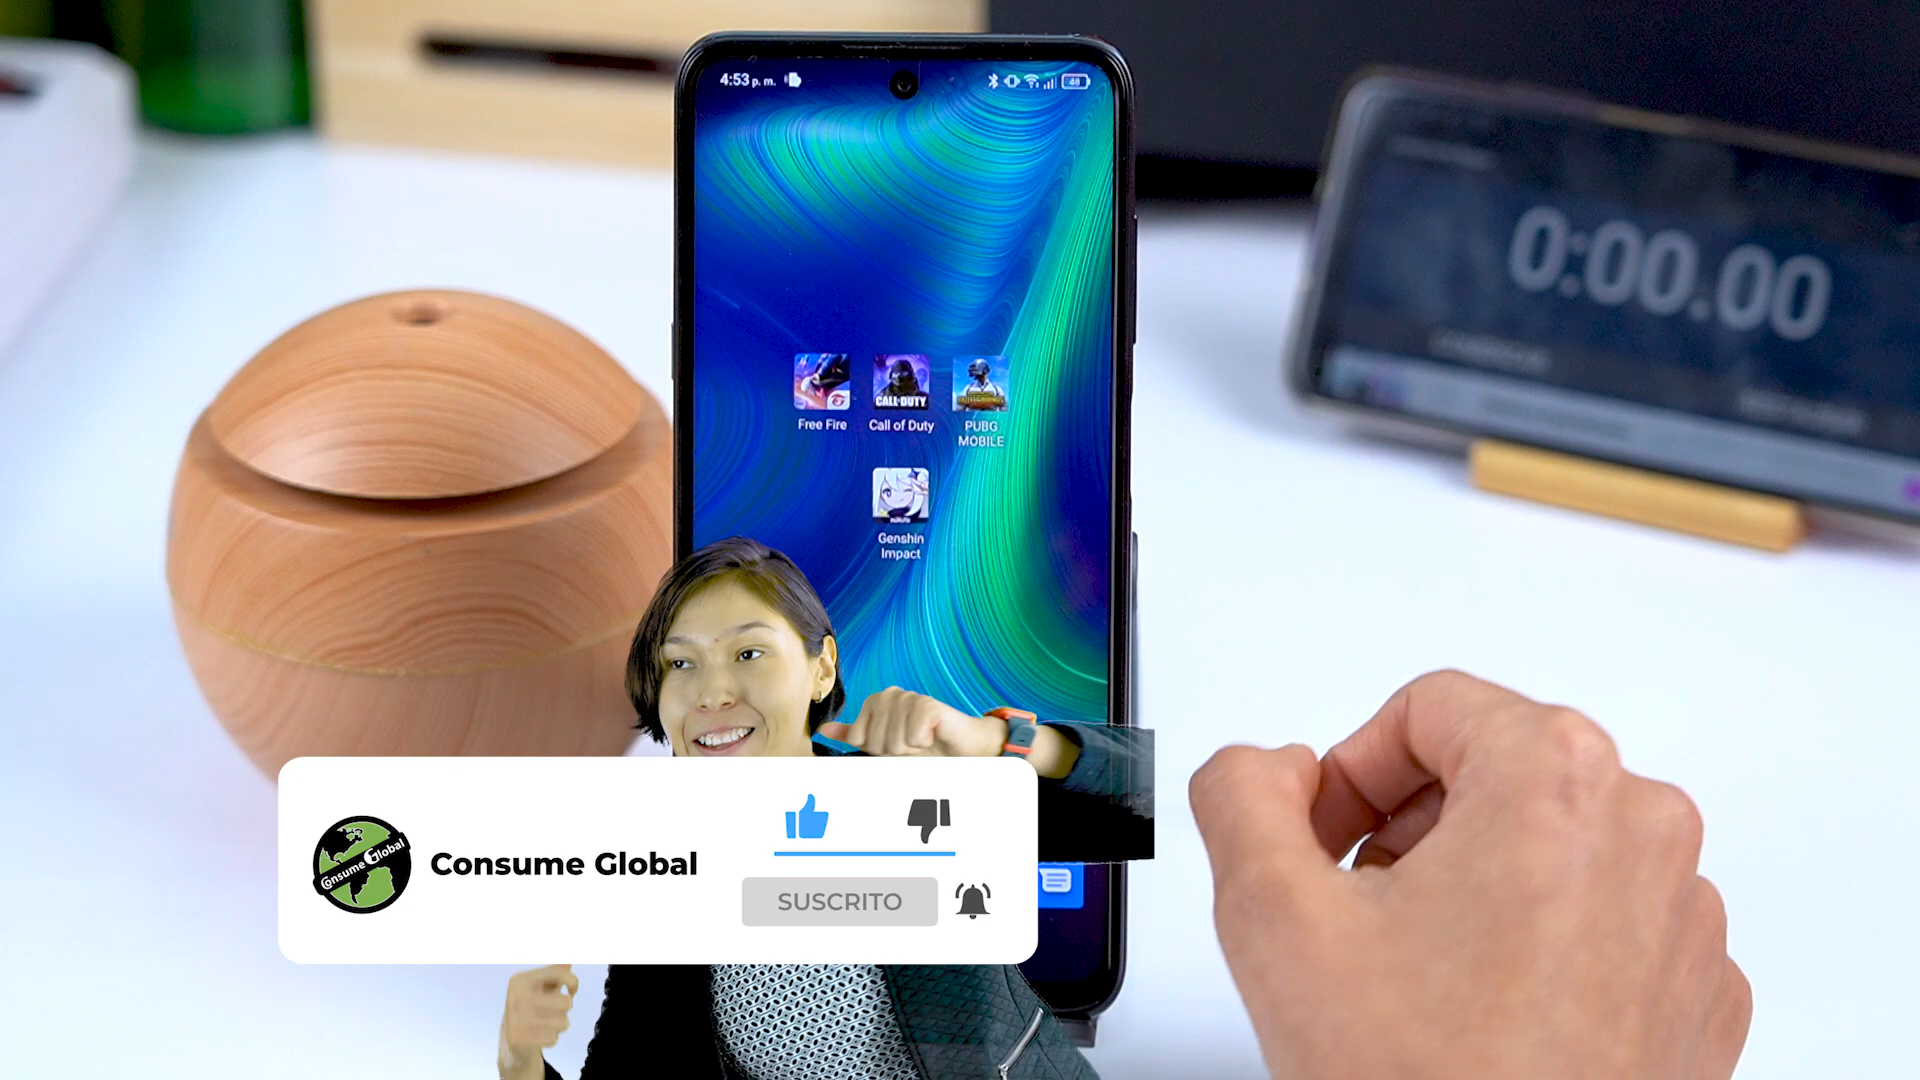 4:53 p. m.
48
0:00.00
Free Fire
CALL·DUTY
Call of Duty
PUBG
MOBILE
Genshin
Impact
Consume Global
Consume Global
SUSCRITO